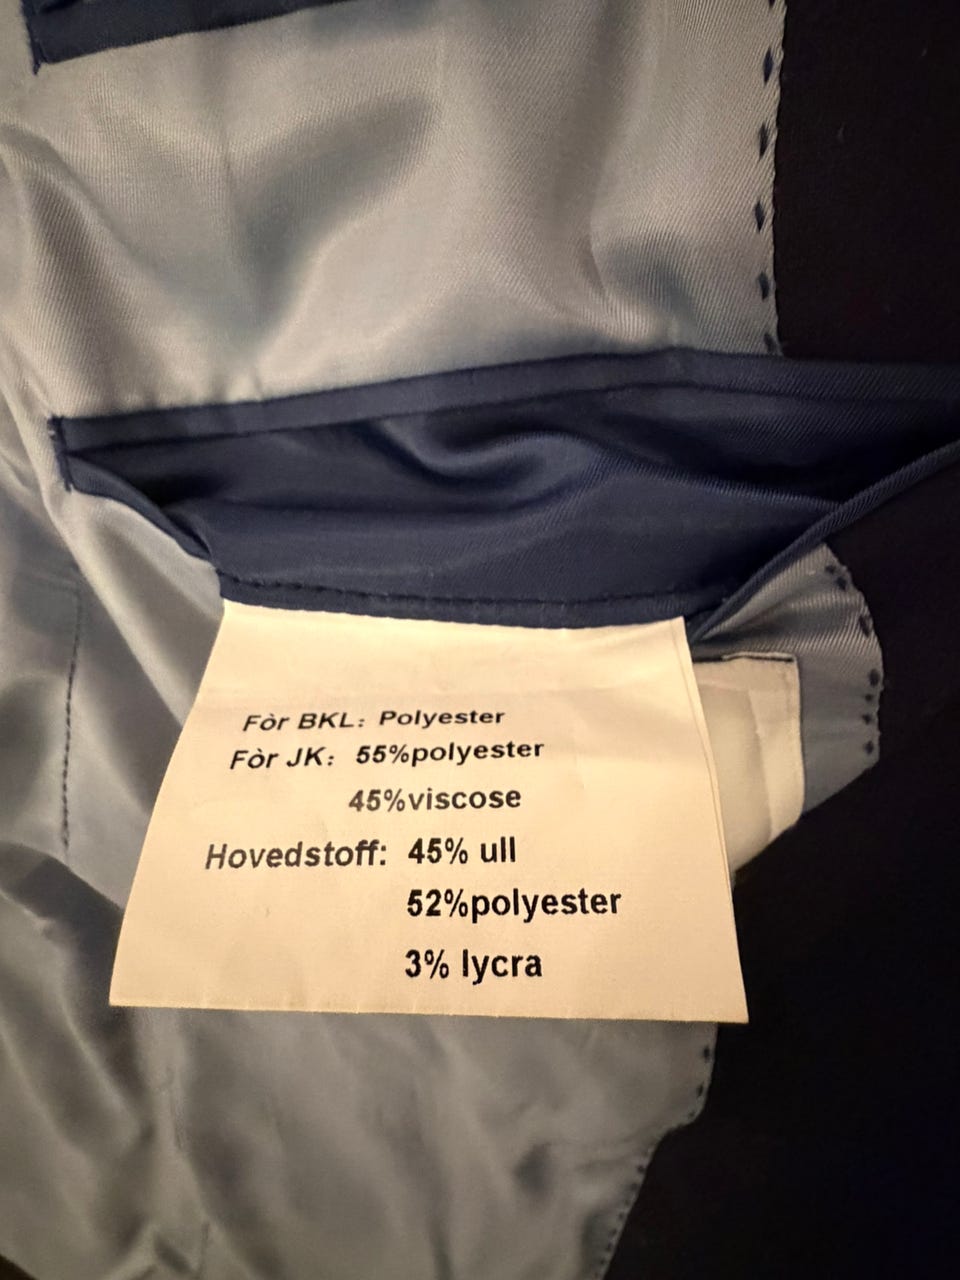 Fòr BKL: Polyester
Fòr JK: 55%polyester
45%viscose
Hovedstoff: 45% ull
52%polyester
3% lycra